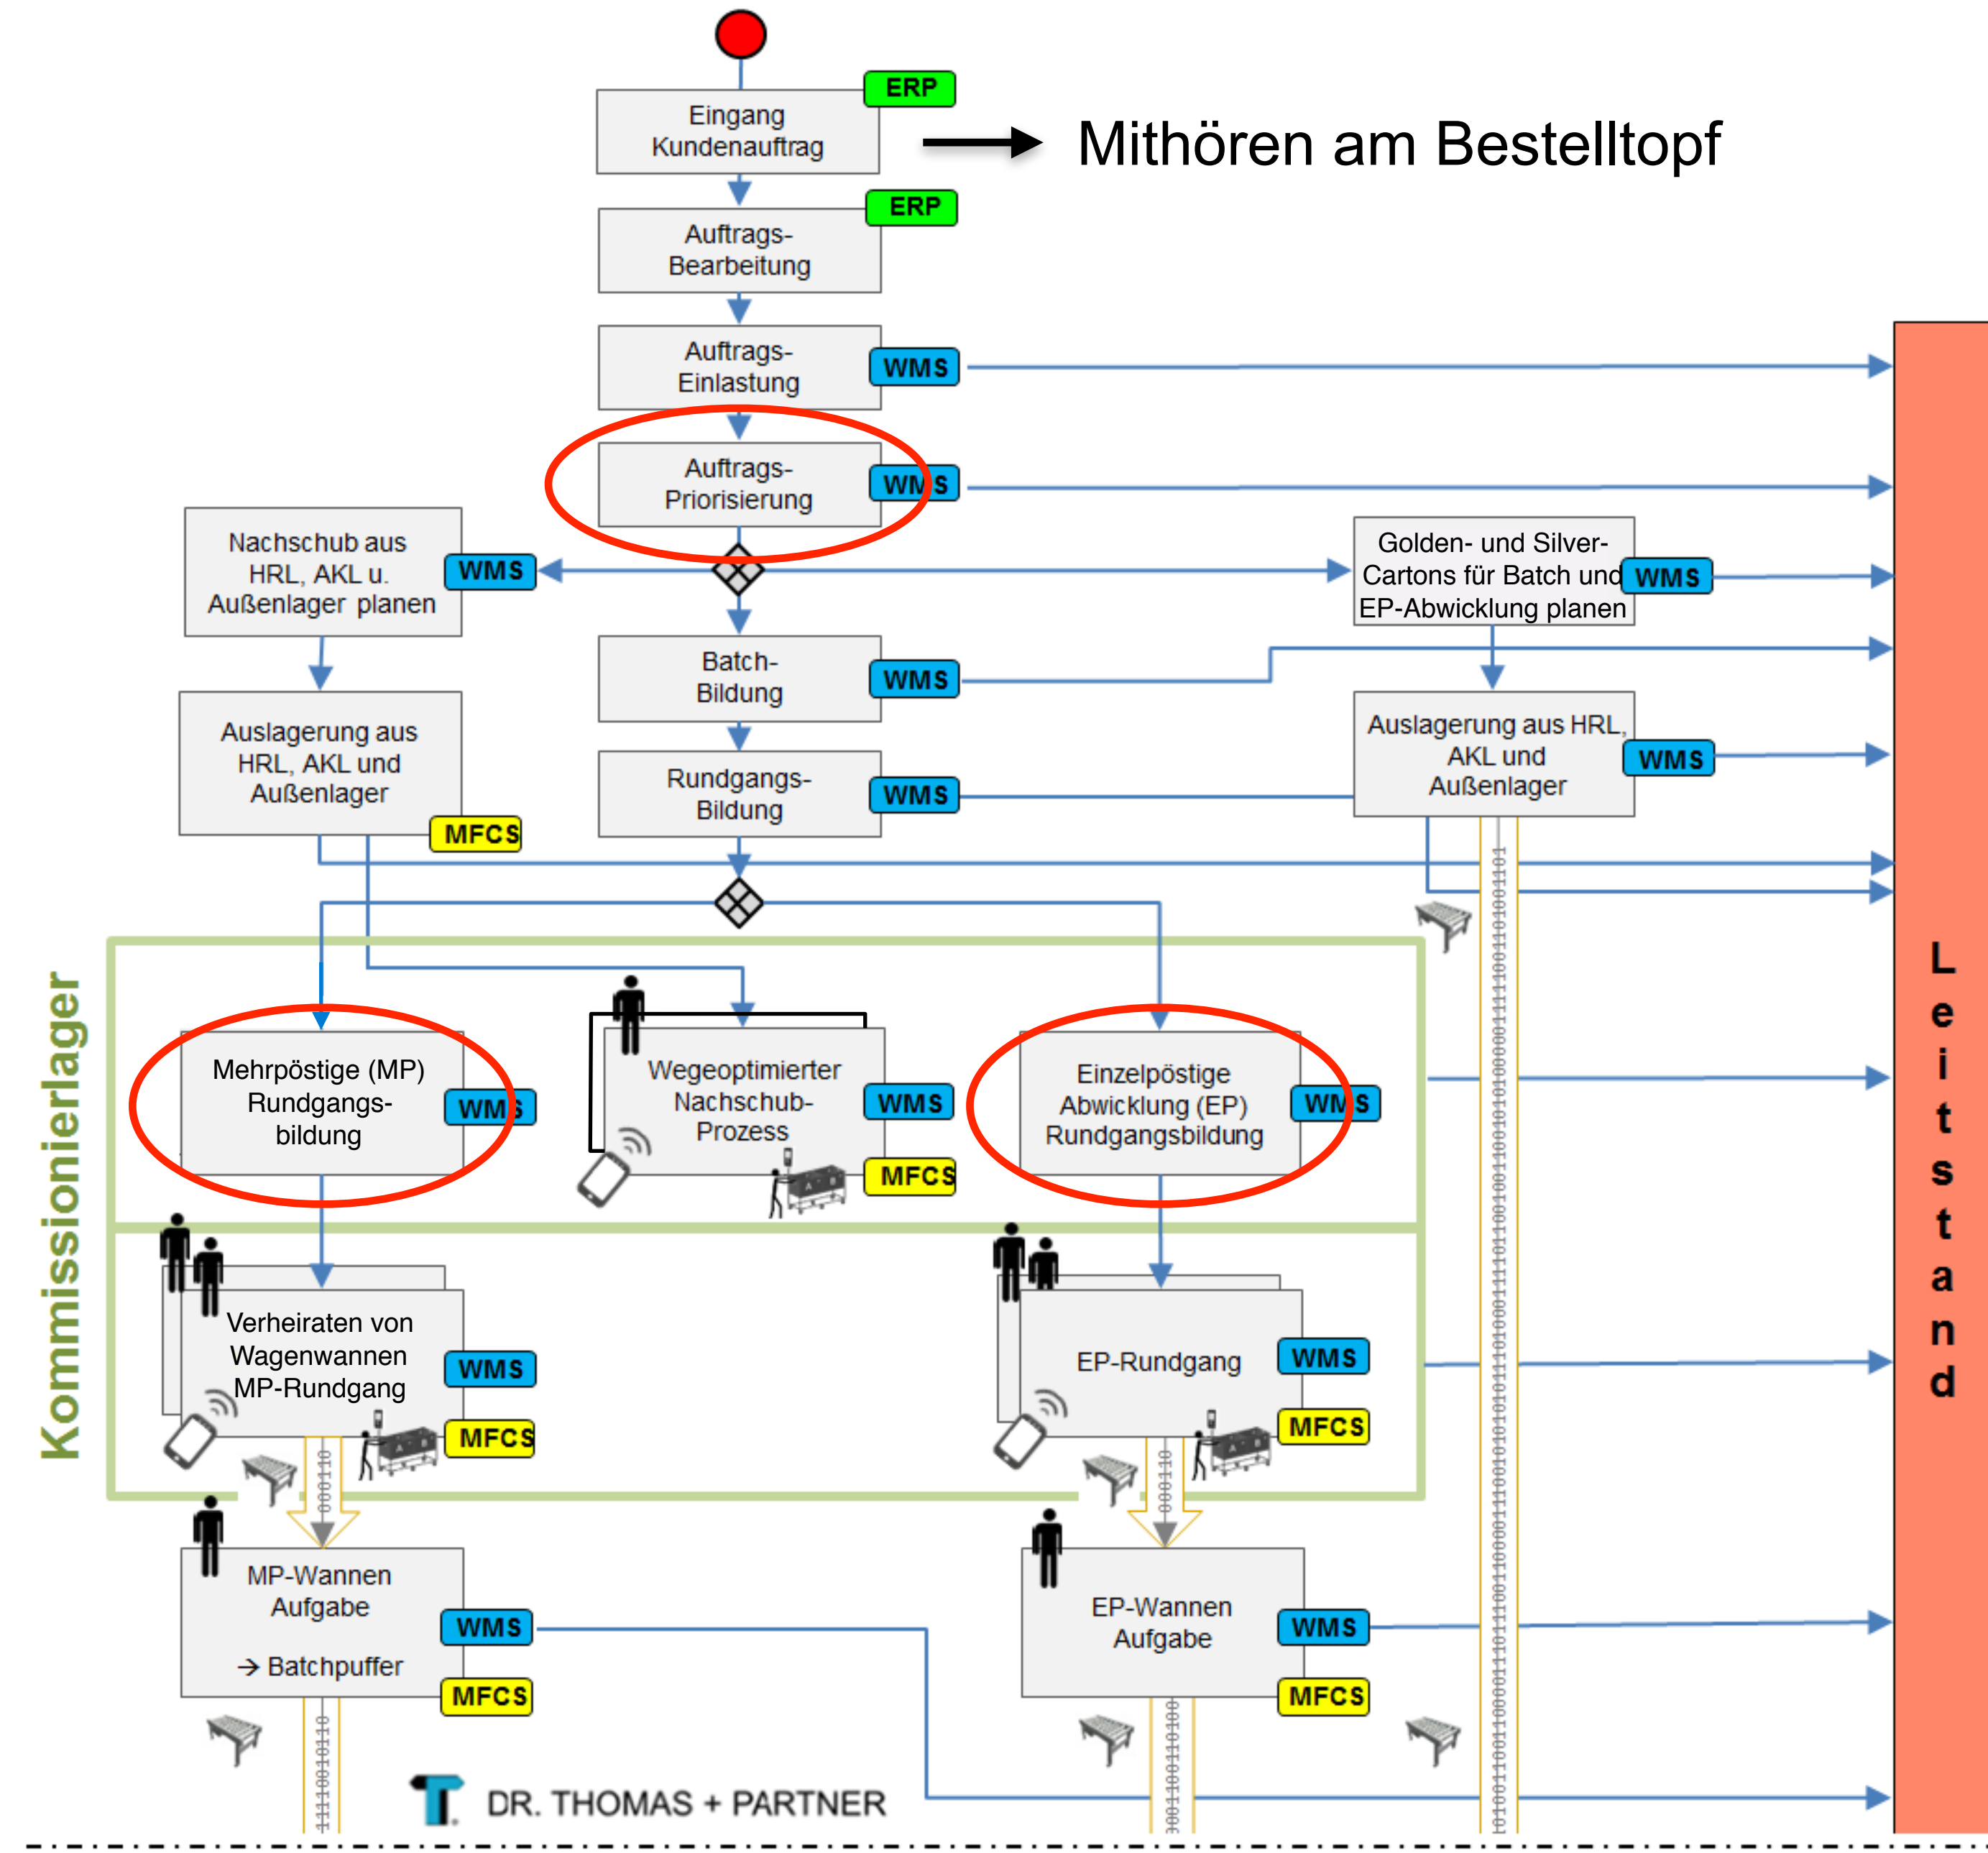 ERP
Eingang
Kundenauftrag
Mithören am Bestelltopf
ERP
Auftrags-
Bearbeitung
Auftrags-
Einlastung
WMS
Auftrags-
Priorisierung
WMS
Nachschub aus
HRL, AKL u.
Außenlager planen
WMS
Golden- und Silver-
Cartons für Batch und
EP-Abwicklung planen
WMS
Batch-
Bildung
WMS
Auslagerung aus
HRL, AKL und
Außenlager
MFCS
Rundgangs-
Bildung
WMS
Auslagerung aus HRL,
AKL und
Außenlager
WMS
Leitstand
Kommissionierlager
Mehrpöstige (MP)
Rundgangs-
bildung
WMS
Wegeoptimierter
Nachschub-
Prozess
WMS
MFCS
A B
Einzelpöstige
Abwicklung (EP)
Rundgangsbildung
WMS
Verheiraten von
Wagenwannen
MP-Rundgang
WMS
MFCS
A B
EP-Rundgang
WMS
MFCS
A B
000110
000110
MP-Wannen
Aufgabe
→ Batchpuffer
WMS
MFCS
EP-Wannen
Aufgabe
WMS
MFCS
DR. THOMAS + PARTNER